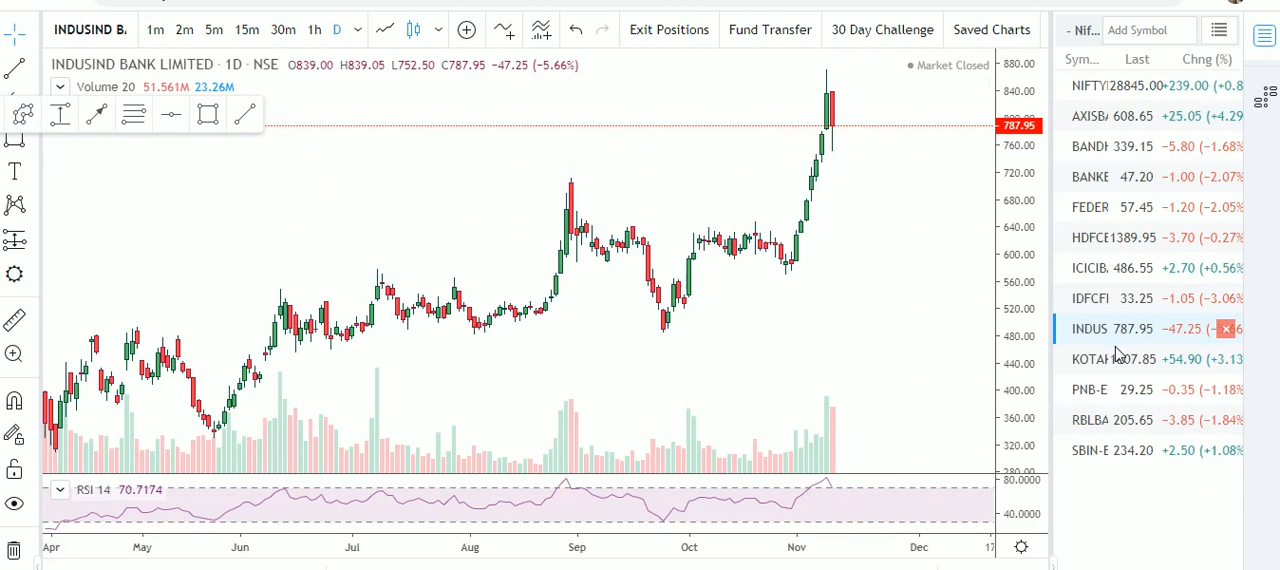 INDUSIND BA 1m 2m 5m 15m 30m 1h D Exit Positions Fund Transfer 30 Day Challenge Saved Charts
- Nif... Add Symbol
INDUSIND BANK LIMITED · 1D · NSE O839.00 H839.05 L752.50 C787.95 −47.25 (−5.66%)
Market Closed
Volume 20 51.561M 23.26M
880.00
840.00
787.95
760.00
720.00
680.00
640.00
600.00
560.00
520.00
480.00
440.00
400.00
360.00
320.00
280.00
RSI 14 70.7174
80.0000
40.0000
Apr May Jun Jul Aug Sep Oct Nov Dec 17
Sym... Last Chng (%)
NIFTY 28845.00 +239.00 (+0.8
AXISBA 608.65 +25.05 (+4.29
BANDH 339.15 −5.80 (−1.68%
BANKE 47.20 −1.00 (−2.07%
FEDER 57.45 −1.20 (−2.05%
HDFCE 1389.95 −3.70 (−0.27%
ICICIB 486.55 +2.70 (+0.56%
IDFCFI 33.25 −1.05 (−3.06%
INDUS 787.95 −47.25
KOTAK 07.85 +54.90 (+3.13
PNB-E 29.25 −0.35 (−1.18%
RBLBA 205.65 −3.85 (−1.84%
SBIN-E 234.20 +2.50 (+1.08%